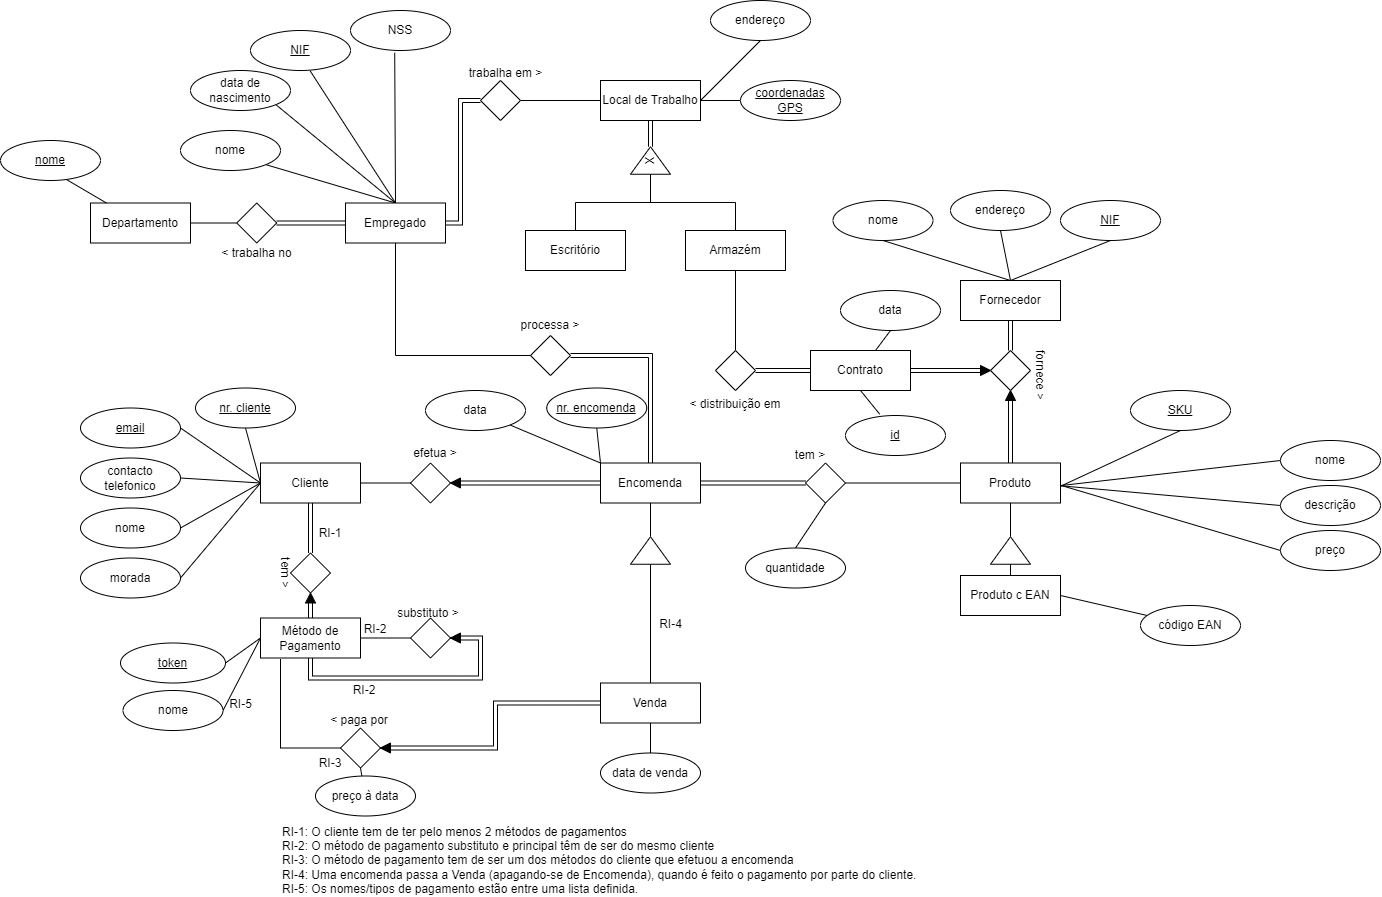 endereço
NSS
NIF
trabalha em >
data de
nascimento
Local de Trabalho
coordenadas
GPS
nome
nome
X
Departamento
Empregado
< trabalha no
Escritório
Armazém
nome
endereço
NIF
Fornecedor
processa >
data
fornece >
Contrato
< distribuição em
id
nr. cliente
data
nr. encomenda
SKU
email
efetua >
tem >
nome
contacto
telefonico
Cliente
Encomenda
Produto
descrição
nome
RI-1
preço
morada
tem >
quantidade
Produto c EAN
substituto >
código EAN
Método de
Pagamento
RI-2
RI-4
token
RI-2
nome
RI-5
Venda
< paga por
RI-3
data de venda
preço à data
RI-1: O cliente tem de ter pelo menos 2 métodos de pagamentos
RI-2: O método de pagamento substituto e principal têm de ser do mesmo cliente
RI-3: O método de pagamento tem de ser um dos métodos do cliente que efetuou a encomenda
RI-4: Uma encomenda passa a Venda (apagando-se de Encomenda), quando é feito o pagamento por parte do cliente.
RI-5: Os nomes/tipos de pagamento estão entre uma lista definida.